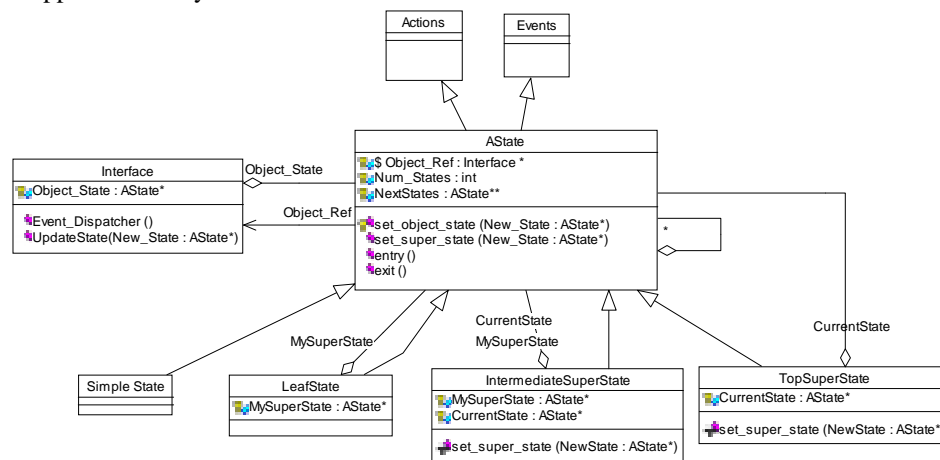 Actions
Events
AState
$ Object_Ref : Interface *
Num_States : int
NextStates : AState**
set_object_state (New_State : AState*)
set_super_state (New_State : AState*)
entry ()
exit ()
Interface
Object_State : AState*
Event_Dispatcher ()
UpdateState(New_State : AState*)
Object_State
Object_Ref
*
MySuperState
CurrentState
MySuperState
CurrentState
Simple State
LeafState
MySuperState : AState*
IntermediateSuperState
MySuperState : AState*
CurrentState : AState*
set_super_state (NewState : AState*)
TopSuperState
CurrentState : AState*
set_super_state (NewState : AState*